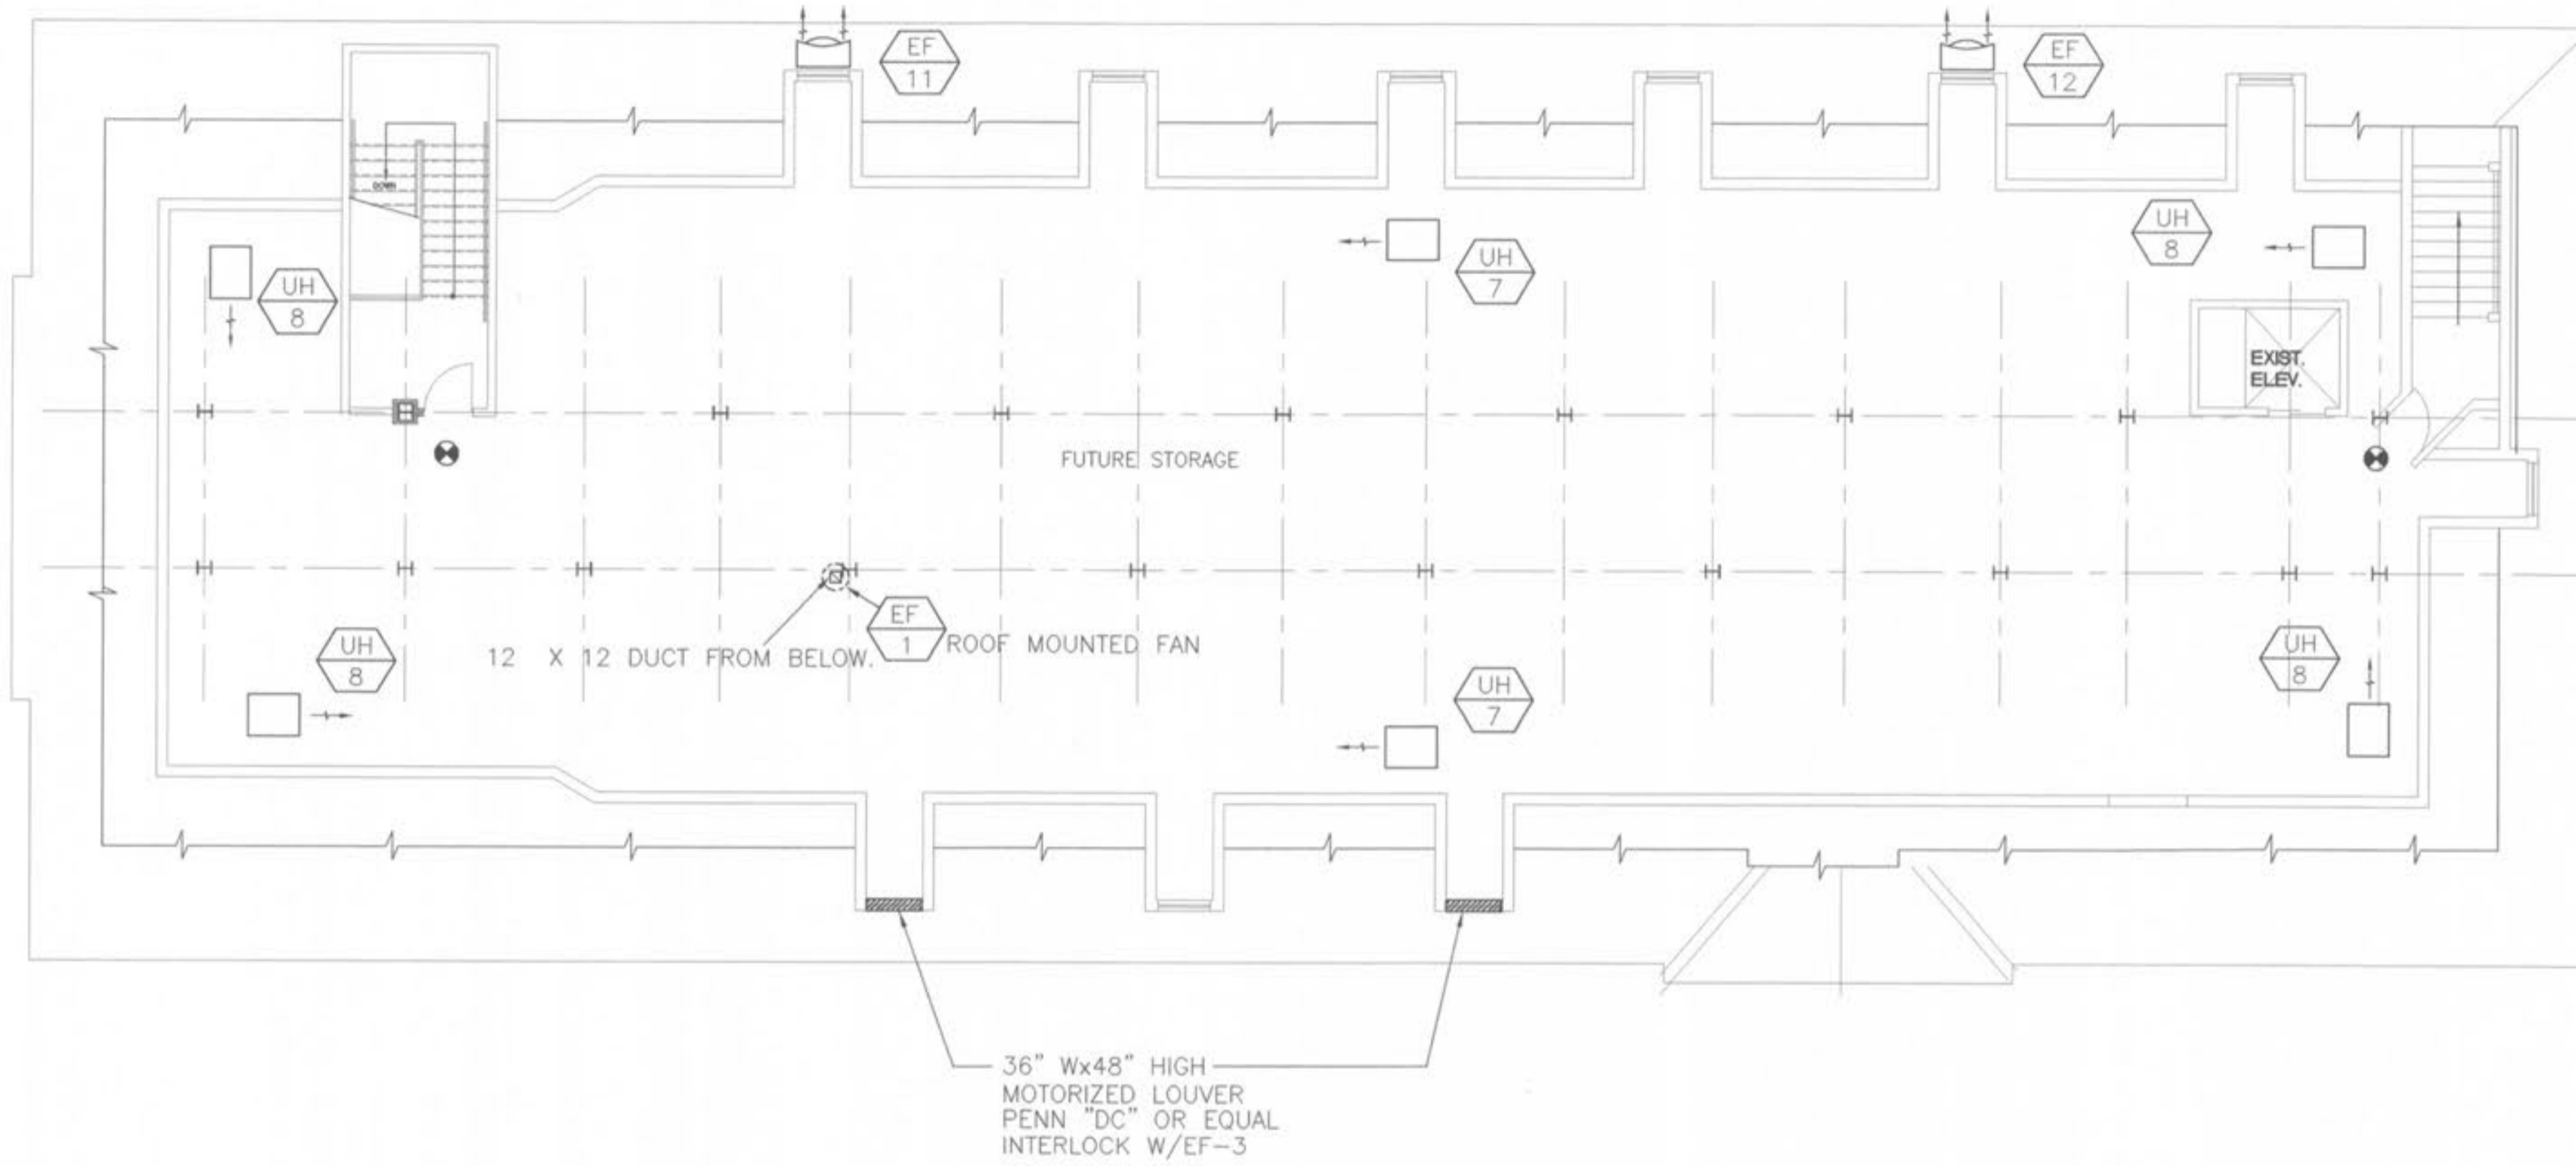 EF
11
EF
12
DOWN
UH
8
UH
7
UH
8
EXIST.
ELEV.
FUTURE STORAGE
EF
1
ROOF MOUNTED FAN
12 X 12 DUCT FROM BELOW.
UH
8
UH
7
UH
8
36" Wx48" HIGH
MOTORIZED LOUVER
PENN "DC" OR EQUAL
INTERLOCK W/EF-3